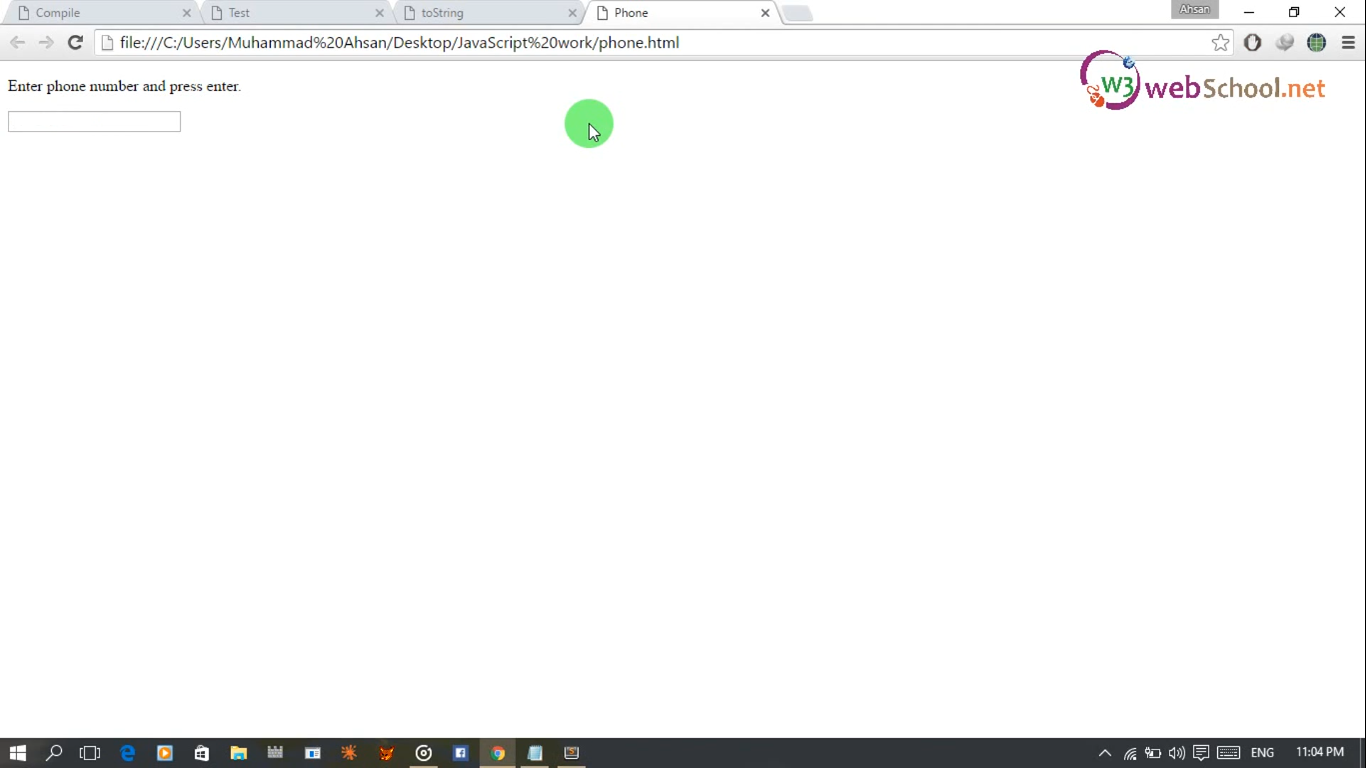 Compile
Test
toString
Phone
Ahsan
file:///C:/Users/Muhammad%20Ahsan/Desktop/JavaScript%20work/phone.html
Enter phone number and press enter.
W3 webSchool.net
ENG
11:04 PM